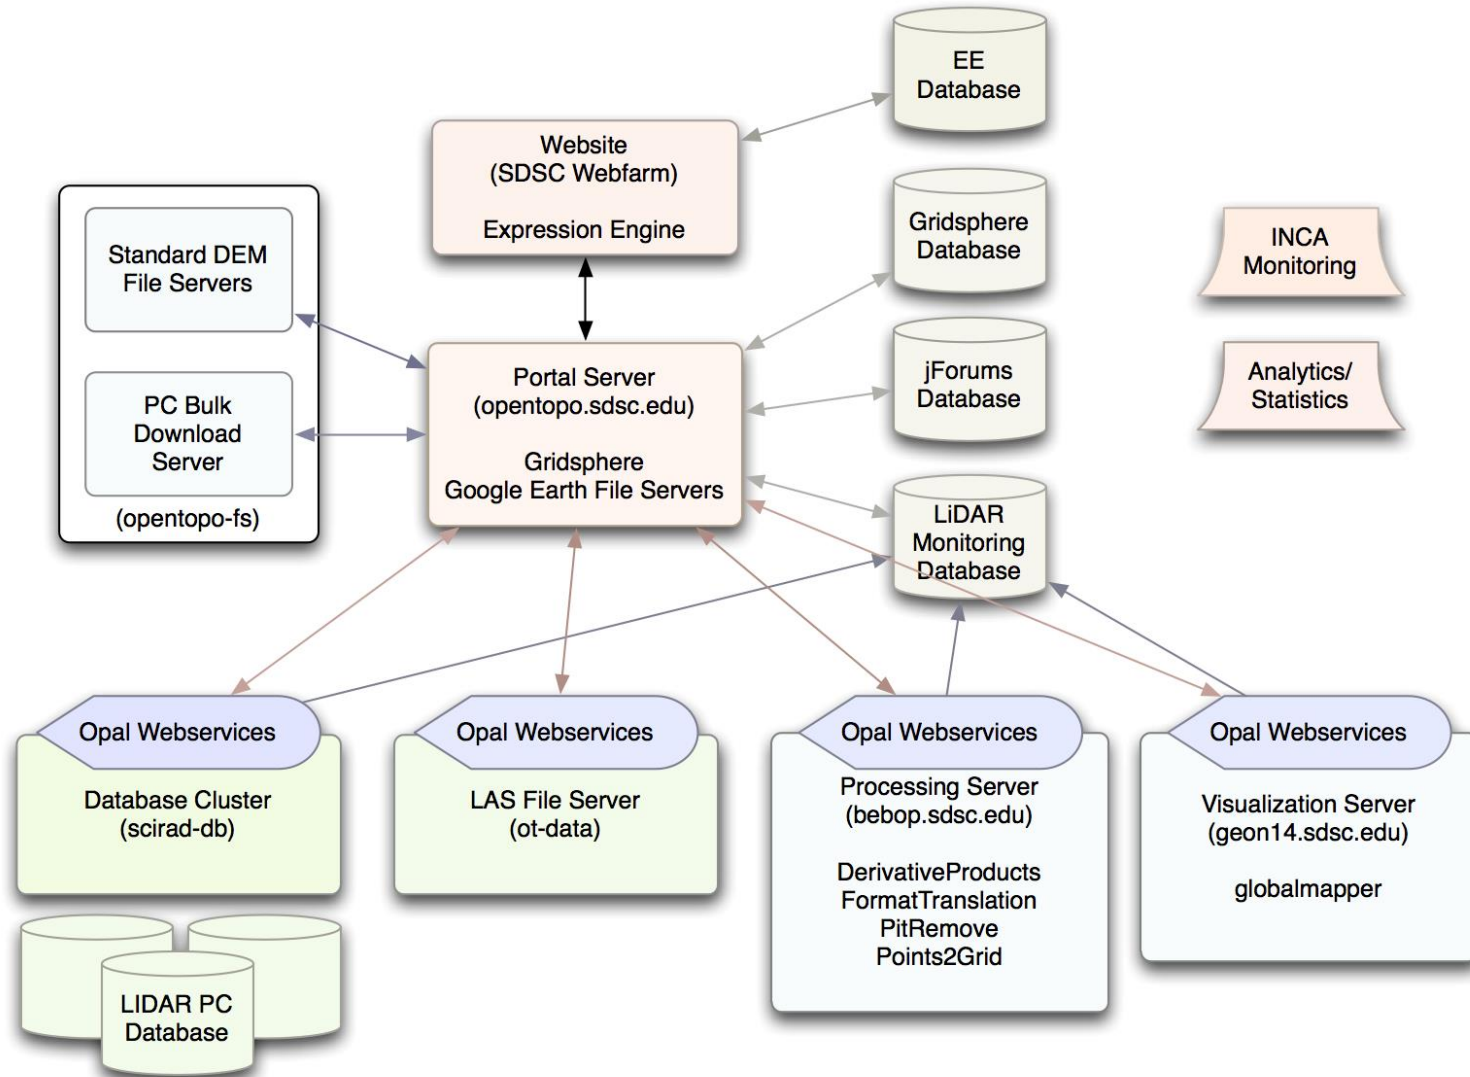 EE
Database
Website
(SDSC Webfarm)
Expression Engine
Gridsphere
Database
INCA
Monitoring
Standard DEM
File Servers
PC Bulk
Download
Server
(opentopo-fs)
Portal Server
(opentopo.sdsc.edu)
Gridsphere
Google Earth File Servers
jForums
Database
Analytics/
Statistics
LiDAR
Monitoring
Database
Opal Webservices
Database Cluster
(scirad-db)
LIDAR PC
Database
Opal Webservices
LAS File Server
(ot-data)
Opal Webservices
Processing Server
(bebop.sdsc.edu)
DerivativeProducts
FormatTranslation
PitRemove
Points2Grid
Opal Webservices
Visualization Server
(geon14.sdsc.edu)
globalmapper